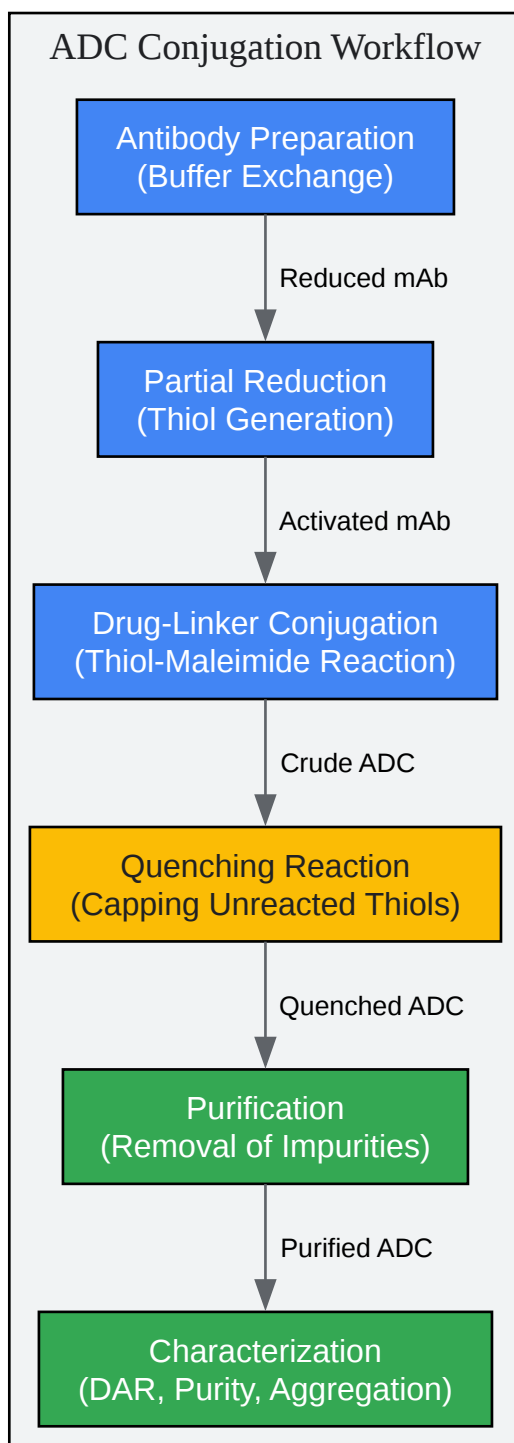 ADC Conjugation Workflow
Antibody Preparation
(Buffer Exchange)
Reduced mAb
Partial Reduction
(Thiol Generation)
Activated mAb
Drug-Linker Conjugation
(Thiol-Maleimide Reaction)
Crude ADC
Quenching Reaction
(Capping Unreacted Thiols)
Quenched ADC
Purification
(Removal of Impurities)
Purified ADC
Characterization
(DAR, Purity, Aggregation)